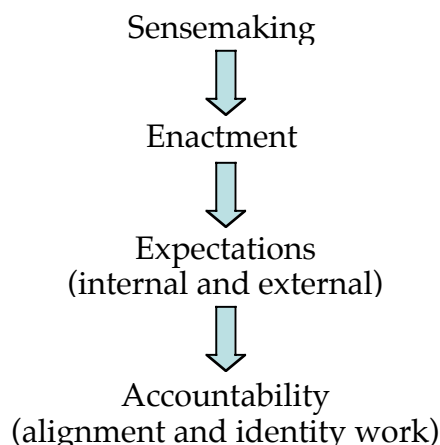 Sensemaking
Enactment
Expectations
(internal and external)
Accountability
(alignment and identity work)